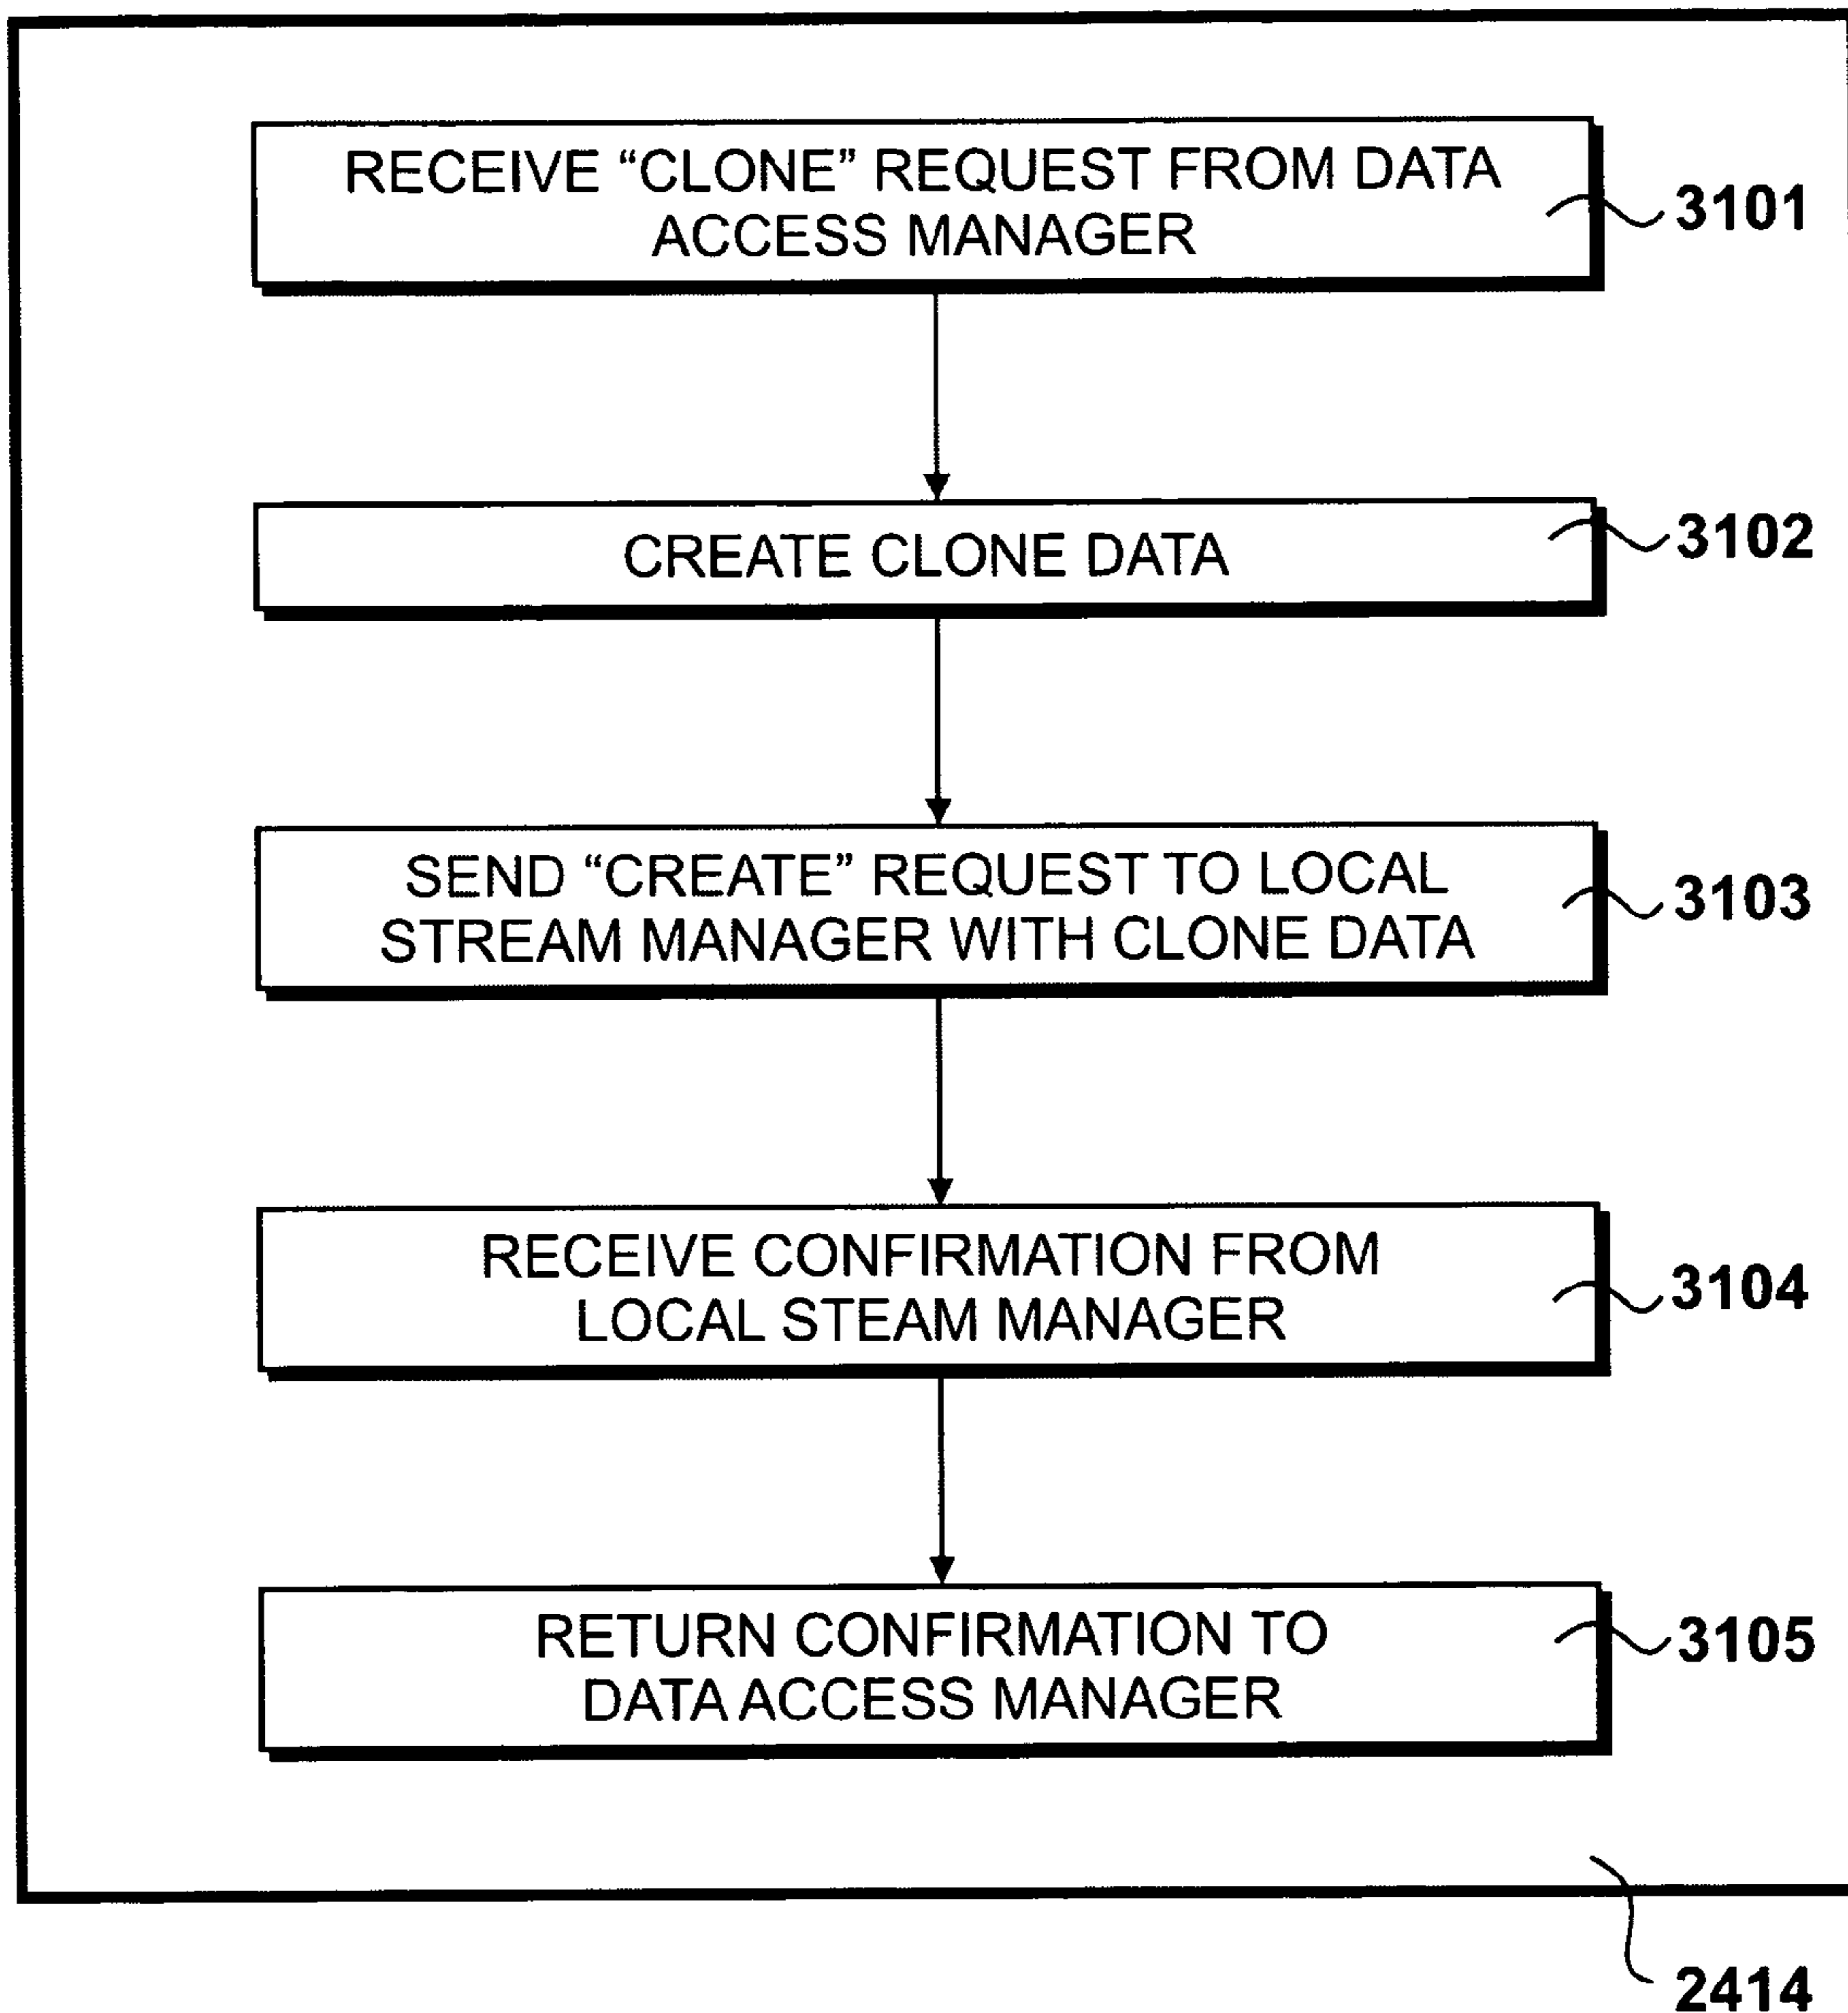 RECEIVE “CLONE” REQUEST FROM DATA
ACCESS MANAGER
3101
CREATE CLONE DATA
3102
SEND “CREATE” REQUEST TO LOCAL
STREAM MANAGER WITH CLONE DATA
3103
RECEIVE CONFIRMATION FROM
LOCAL STEAM MANAGER
3104
RETURN CONFIRMATION TO
DATA ACCESS MANAGER
3105
2414